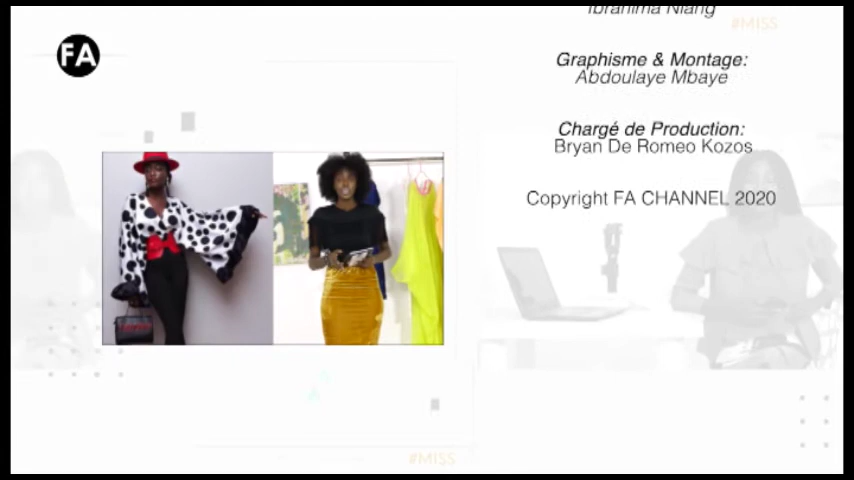 Ibrahima Niang
#MISS
FA
Graphisme & Montage:
Abdoulaye Mbaye
Chargé de Production:
Bryan De Romeo Kozos
Copyright FA CHANNEL 2020
#MISS